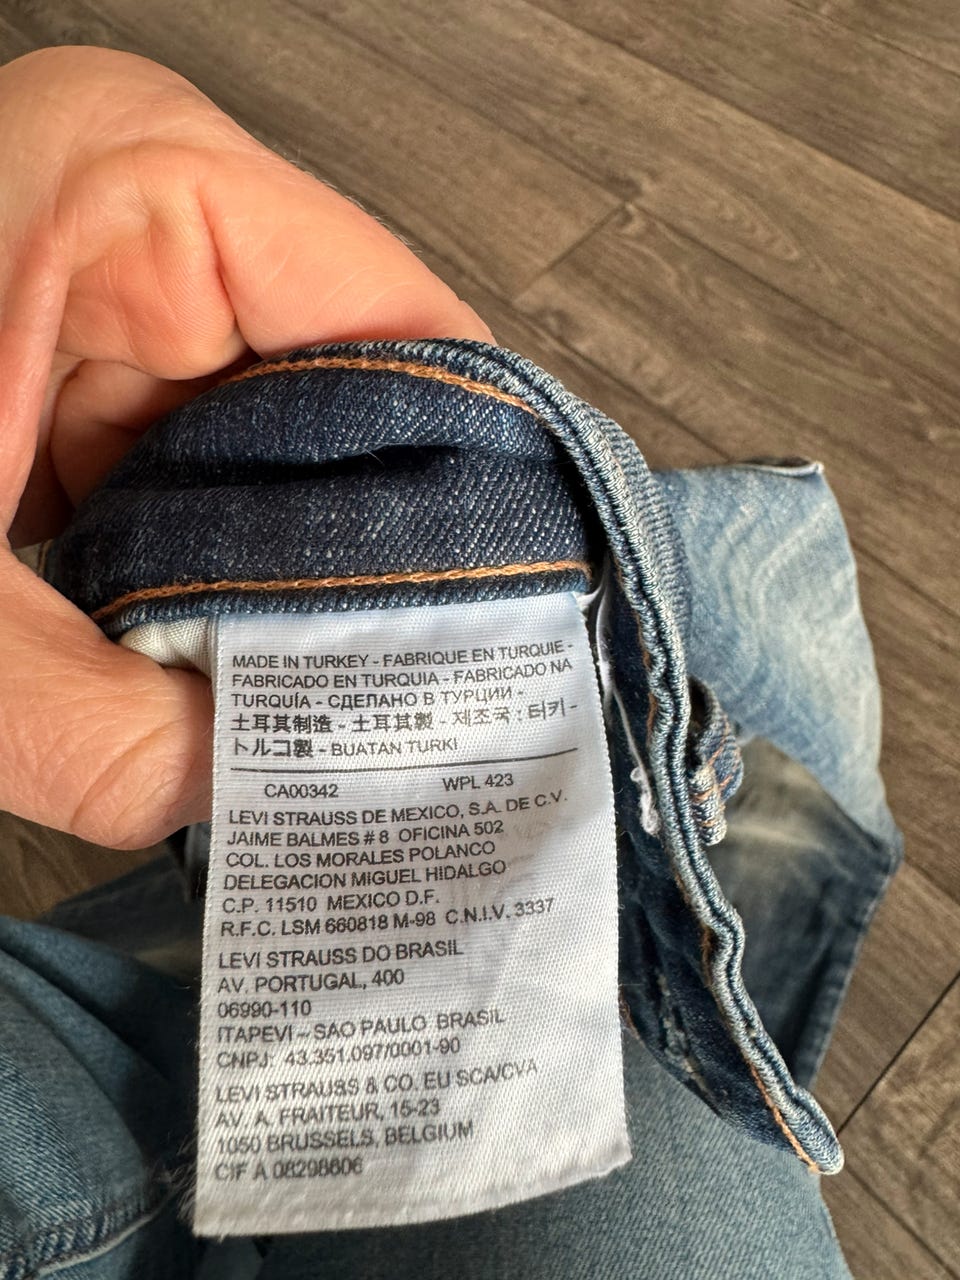 MADE IN TURKEY - FABRIQUE EN TURQUIE -
FABRICADO EN TURQUIA - FABRICADO NA
TURQUÍA - СДЕЛАНО В ТУРЦИИ -
土耳其制造 - 土耳其製 - 제조국 : 터키 -
トルコ製 - BUATAN TURKI
CA00342 WPL 423
LEVI STRAUSS DE MEXICO, S.A. DE C.V.
JAIME BALMES # 8 OFICINA 502
COL. LOS MORALES POLANCO
DELEGACION MIGUEL HIDALGO
C.P. 11510 MEXICO D.F.
R.F.C. LSM 660818 M-98 C.N.I.V. 3337
LEVI STRAUSS DO BRASIL
AV. PORTUGAL, 400
06990-110
ITAPEVI – SAO PAULO BRASIL
CNPJ: 43.351.097/0001-90
LEVI STRAUSS & CO. EU SCA/CVA
AV. A. FRAITEUR, 15-23
1050 BRUSSELS, BELGIUM
CIF A 08298806